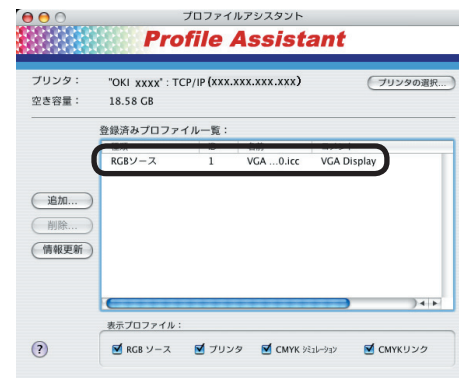 プロファイルアシスタント
Profile Assistant
プリンタ： "OKI xxxx" : TCP/IP (xxx.xxx.xxx.xxx) プリンタの選択...
空き容量： 18.58 GB
登録済みプロファイル一覧：
RGBソース 1 VGA ...0.icc VGA Display
追加...
削除...
情報更新
表示プロファイル：
? RGB ソース プリンタ CMYK シミュレーション CMYKリンク